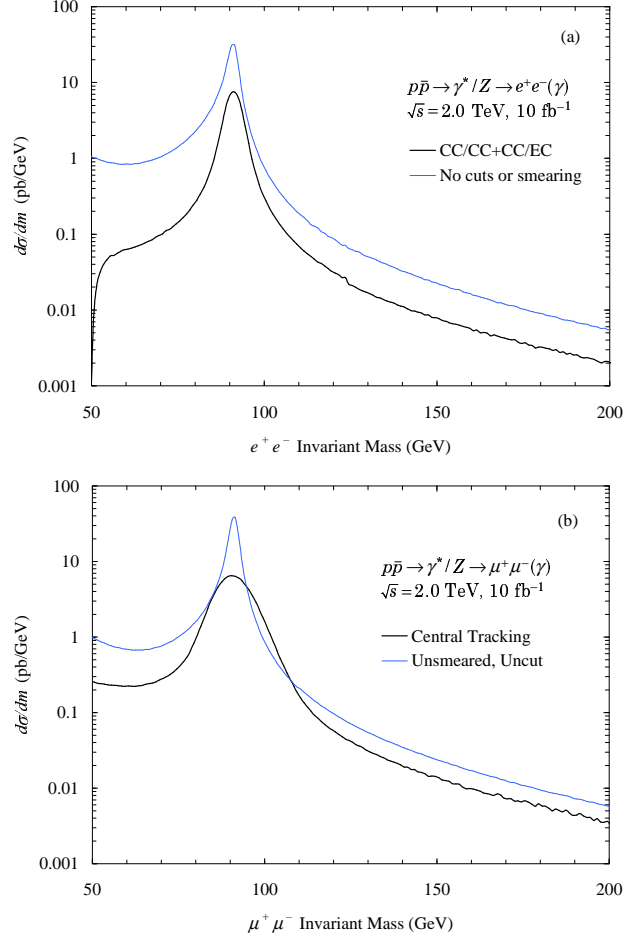 100
(a)
10
pp̄ → γ*/Z → e⁺e⁻(γ)
√s = 2.0 TeV, 10 fb⁻¹
1
CC/CC+CC/EC
No cuts or smearing
dσ/dm (pb/GeV)
0.1
0.01
0.001
50 100 150 200
e⁺ e⁻ Invariant Mass (GeV)
100
(b)
10
pp̄ → γ*/Z → μ⁺μ⁻(γ)
√s = 2.0 TeV, 10 fb⁻¹
1
Central Tracking
Unsmeared, Uncut
dσ/dm (pb/GeV)
0.1
0.01
0.001
50 100 150 200
μ⁺ μ⁻ Invariant Mass (GeV)